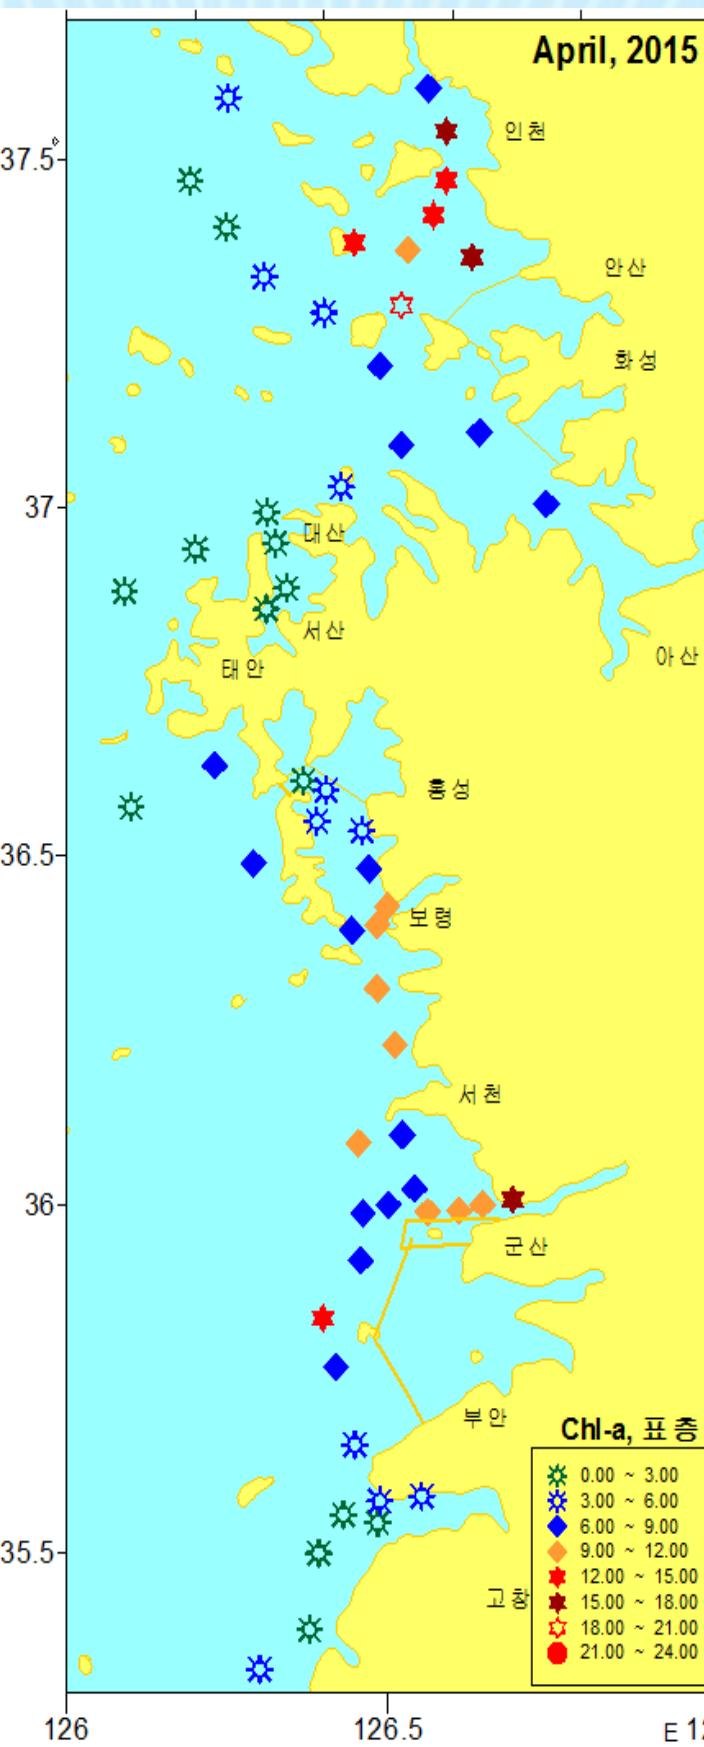 April, 2015
인천
37.5°
안산
화성
37
대산
서산
아산
태안
홍성
36.5
보령
서천
36
군산
부안
Chl-a, 표층
0.00 ~ 3.00
3.00 ~ 6.00
6.00 ~ 9.00
9.00 ~ 12.00
12.00 ~ 15.00
15.00 ~ 18.00
18.00 ~ 21.00
21.00 ~ 24.00
35.5
고창
126
126.5
E 12